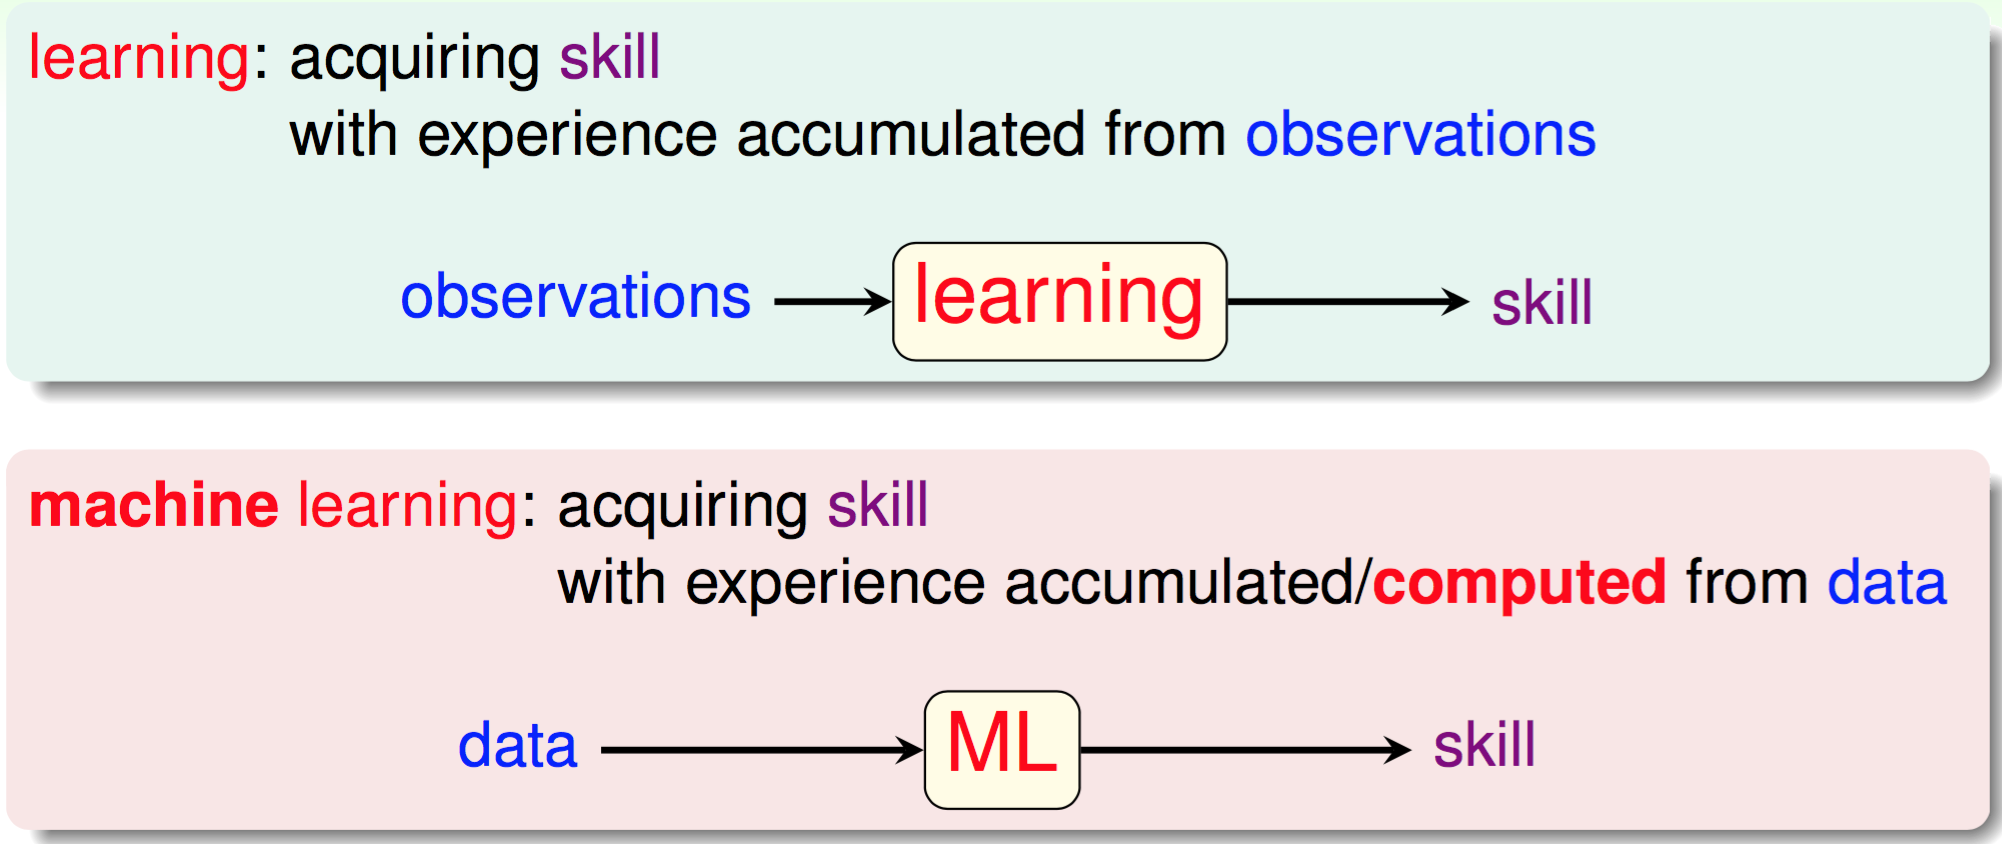 learning: acquiring skill
with experience accumulated from observations
observations learning skill
machine learning: acquiring skill
with experience accumulated/computed from data
data ML skill